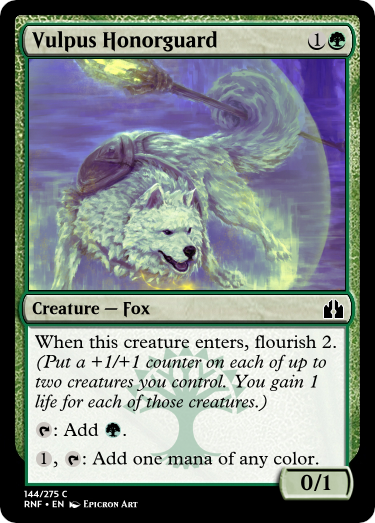 Vulpus Honorguard 1
Creature — Fox
When this creature enters, flourish 2.
(Put a +1/+1 counter on each of up to
two creatures you control. You gain 1
life for each of those creatures.)
: Add .
1, : Add one mana of any color.
0/1
144/275 C
RNF • EN Epicron Art